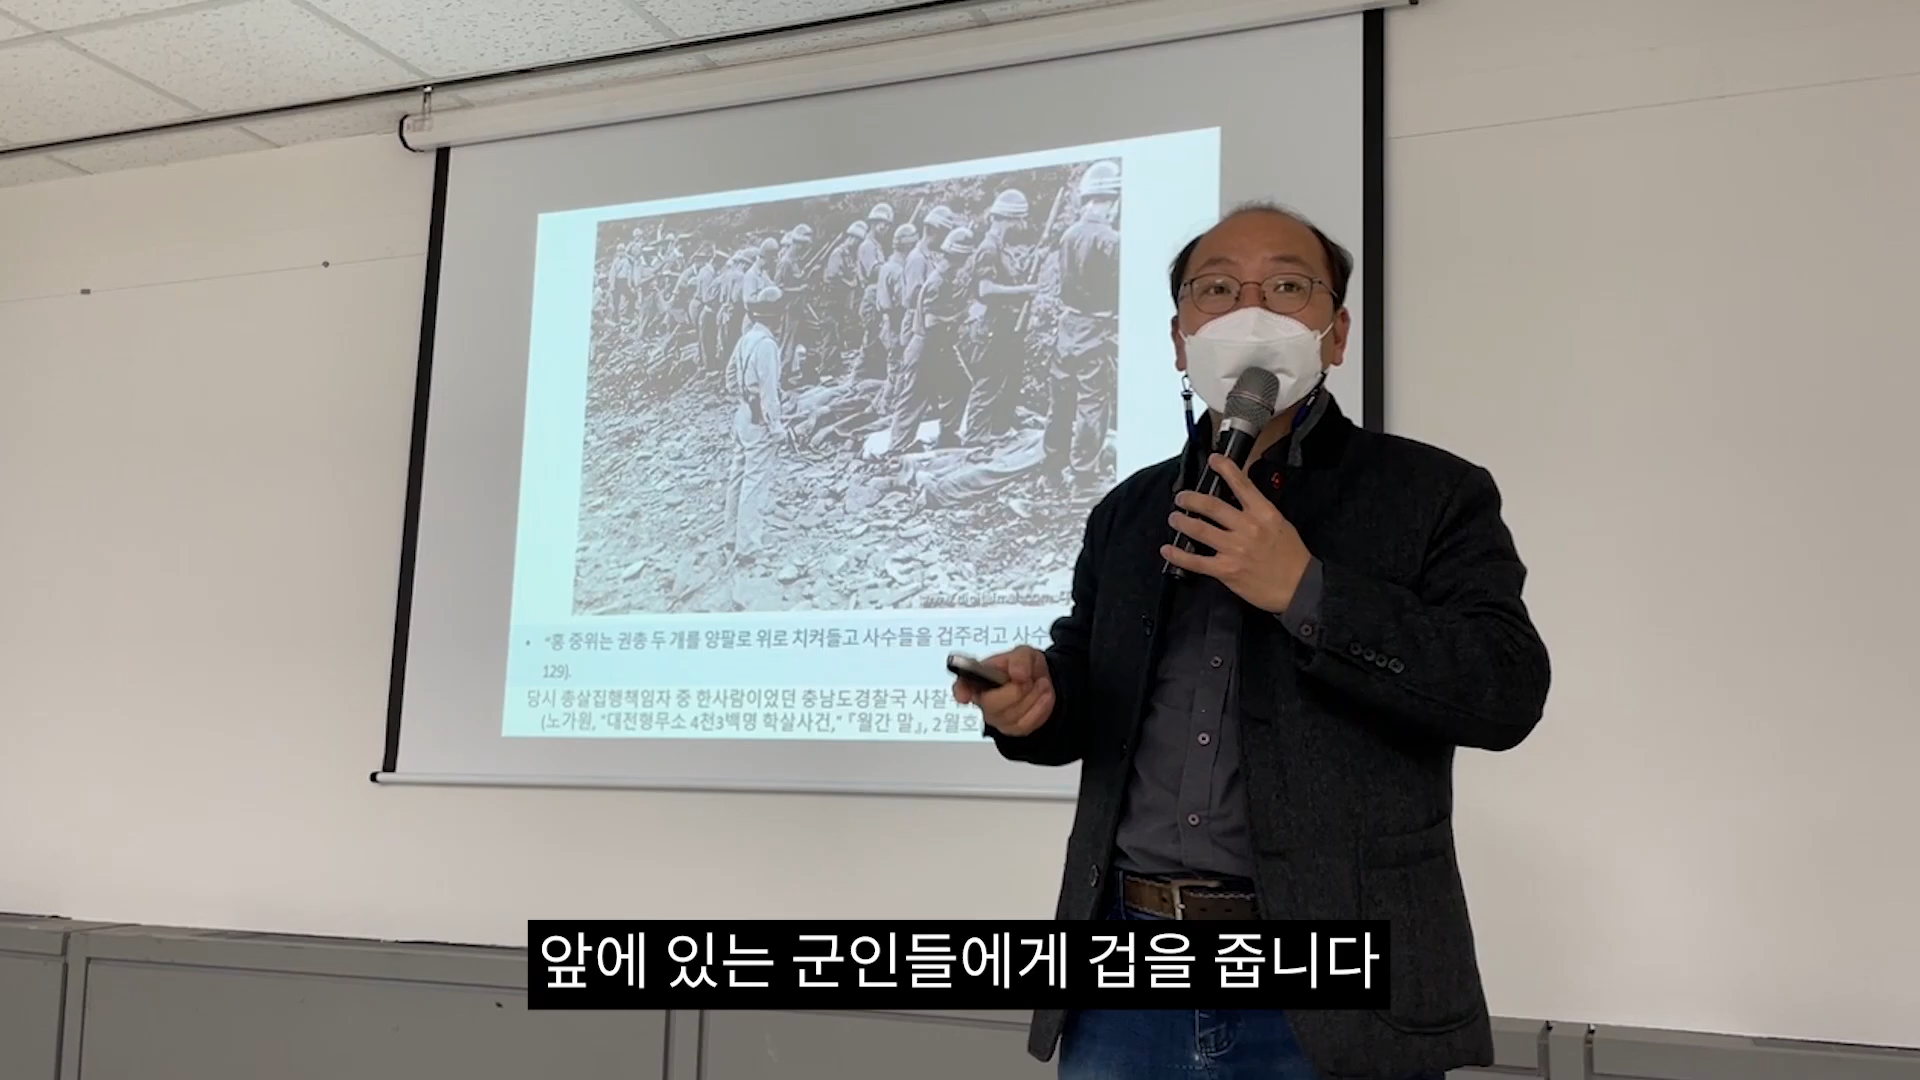 • "홍 중위는 권총 두 개를 양팔로 위로 치켜들고 사수들을 겁주려고 사수
129).
당시 총살집행책임자 중 한사람이었던 충남도경찰국 사찰
(노가원, "대전형무소 4천3백명 학살사건," 『월간 말』, 2월호
앞에 있는 군인들에게 겁을 줍니다